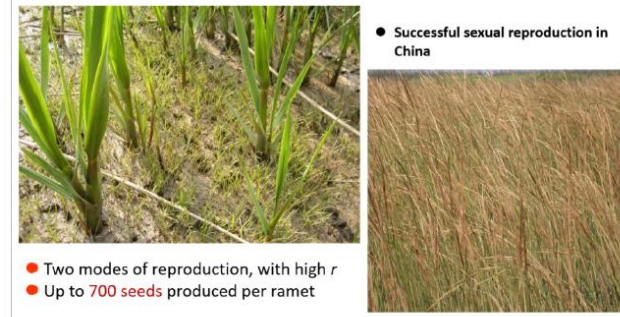 Successful sexual reproduction in
China
Two modes of reproduction, with high r
Up to 700 seeds produced per ramet